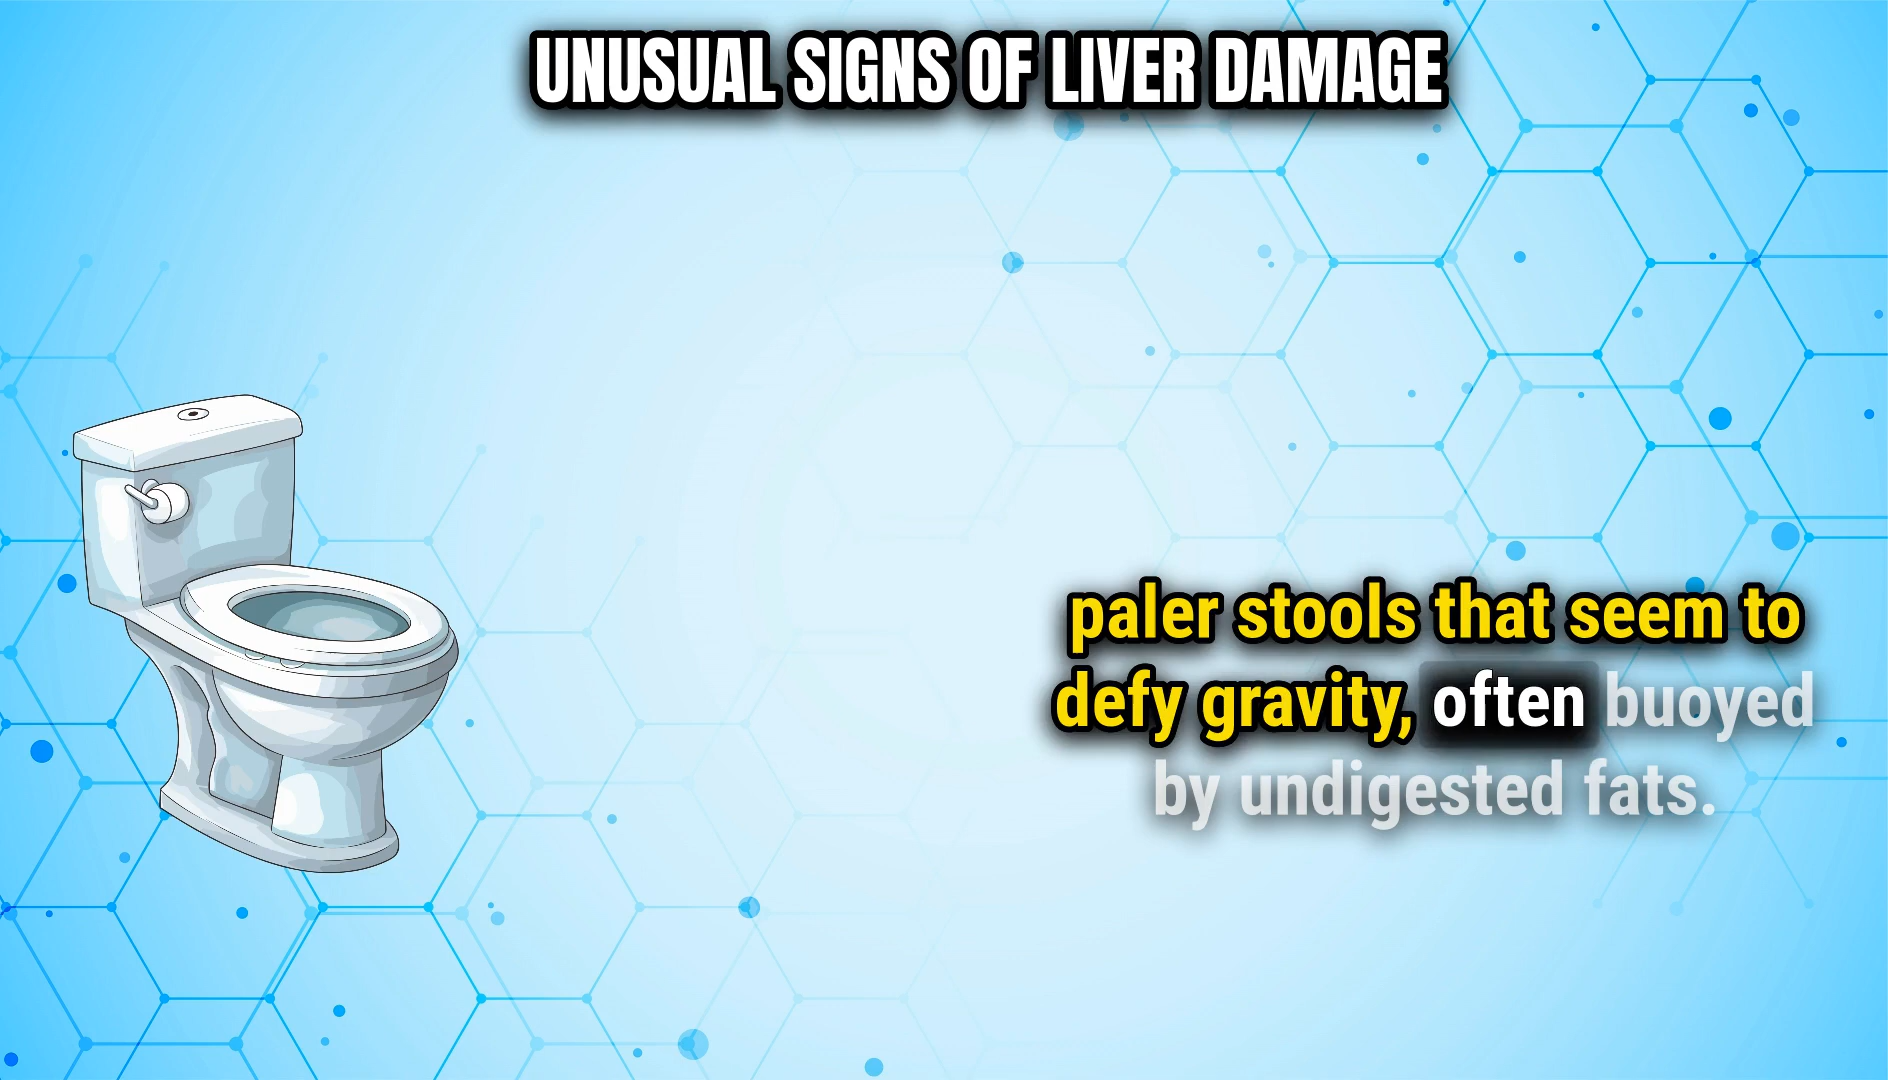 UNUSUAL SIGNS OF LIVER DAMAGE
paler stools that seem to
defy gravity, often buoyed
by undigested fats.